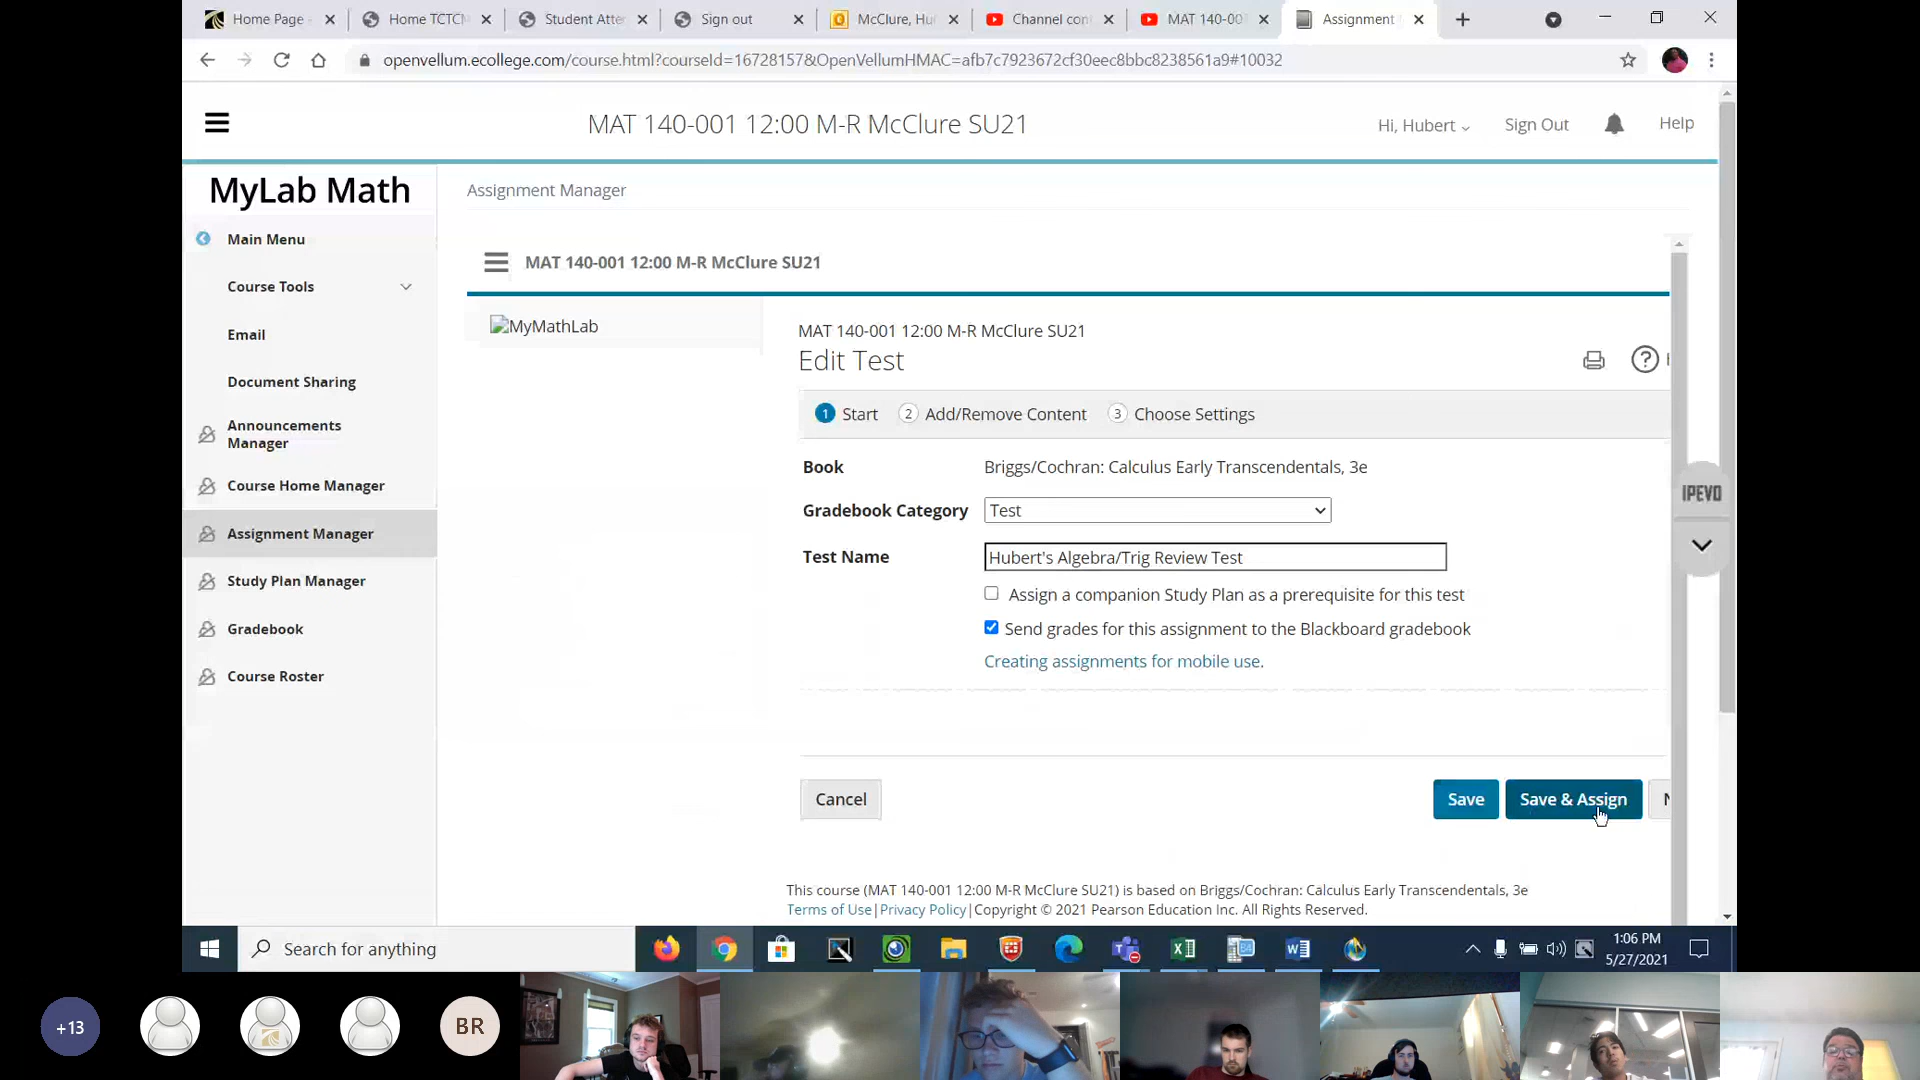 Home Page -
Home TCTCM
Student Atte
Sign out
McClure, Hu
Channel con
MAT 140-00
Assignment
openvellum.ecollege.com/course.html?courseId=16728157&OpenVellumHMAC=afb7c7923672cf30eec8bbc8238561a9#10032
MAT 140-001 12:00 M-R McClure SU21
Hi, Hubert
Sign Out
Help
MyLab Math
Main Menu
Course Tools
Email
Document Sharing
Announcements
Manager
Course Home Manager
Assignment Manager
Study Plan Manager
Gradebook
Course Roster
Assignment Manager
MAT 140-001 12:00 M-R McClure SU21
MyMathLab
MAT 140-001 12:00 M-R McClure SU21
Edit Test
1 Start 2 Add/Remove Content 3 Choose Settings
Book Briggs/Cochran: Calculus Early Transcendentals, 3e
Gradebook Category Test
Test Name Hubert's Algebra/Trig Review Test
Assign a companion Study Plan as a prerequisite for this test
Send grades for this assignment to the Blackboard gradebook
Creating assignments for mobile use.
Cancel
Save
Save & Assign
N
This course (MAT 140-001 12:00 M-R McClure SU21) is based on Briggs/Cochran: Calculus Early Transcendentals, 3e
Terms of Use|Privacy Policy|Copyright © 2021 Pearson Education Inc. All Rights Reserved.
IPEVO
Search for anything
1:06 PM
5/27/2021
+13
BR